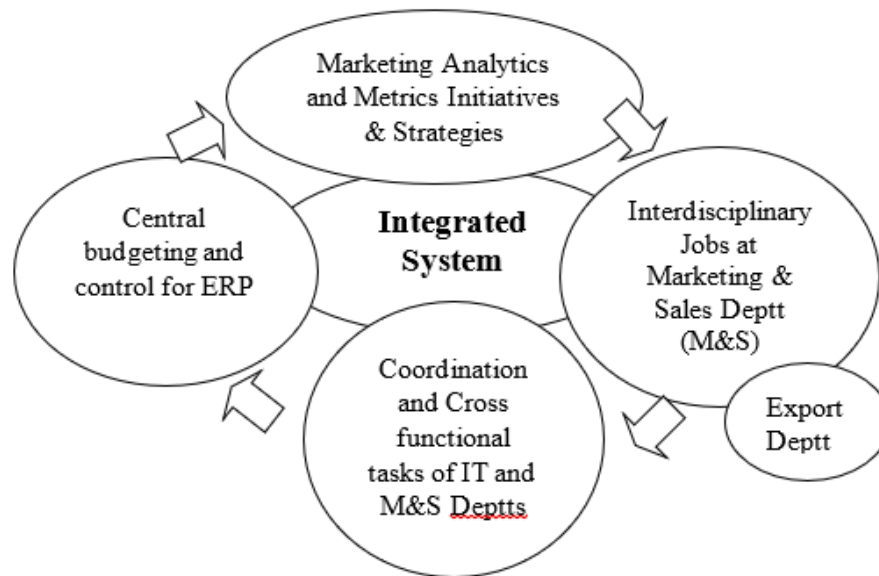 Marketing Analytics
and Metrics Initiatives
& Strategies
Central
budgeting and
control for ERP
Integrated
System
Interdisciplinary
Jobs at
Marketing &
Sales Deptt
(M&S)
Coordination
and Cross
functional
tasks of IT and
M&S Deptts
Export
Deptt